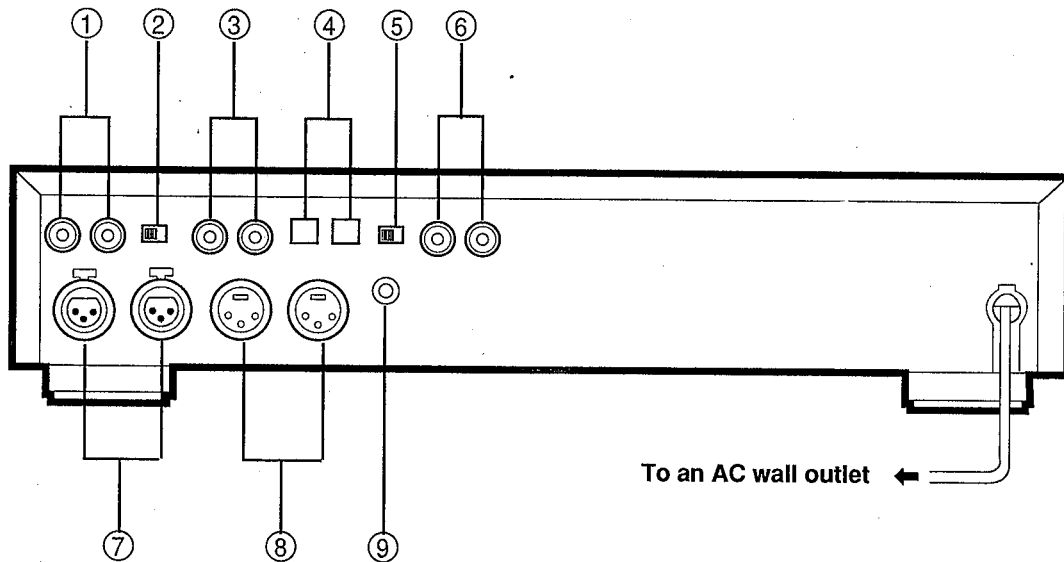 ① ② ③ ④ ⑤ ⑥
To an AC wall outlet
⑦ ⑧ ⑨